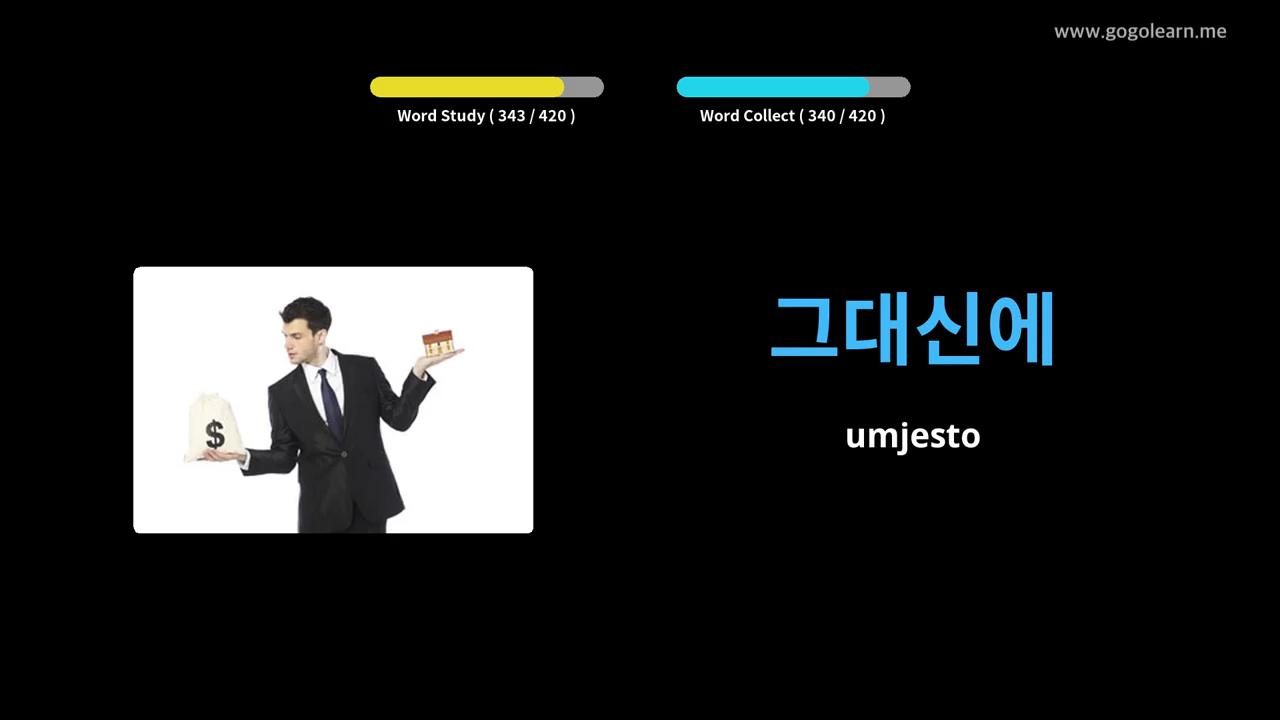 www.gogolearn.me
Word Study ( 343 / 420 )
Word Collect ( 340 / 420 )
그대신에
umjesto
$